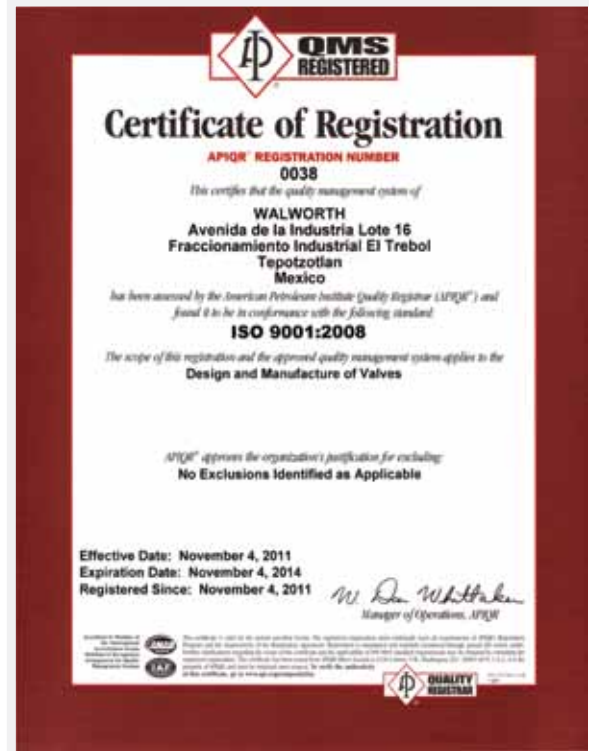 QMS
REGISTERED
Certificate of Registration
APIQR® REGISTRATION NUMBER
0038
This certifies that the quality management system of
WALWORTH
Avenida de la Industria Lote 16
Fraccionamiento Industrial El Trebol
Tepotzotlan
Mexico
has been assessed by the American Petroleum Institute Quality Registrar (APIQR®) and
found it to be in conformance with the following standard:
ISO 9001:2008
The scope of this registration and the approved quality management system applies to the
Design and Manufacture of Valves
APIQR® approves the organization's justification for excluding:
No Exclusions Identified as Applicable
Effective Date: November 4, 2011
Expiration Date: November 4, 2014
Registered Since: November 4, 2011
W. Don Whittaker
Manager of Operations, APIQR
IAF
API
QUALITY
REGISTRAR